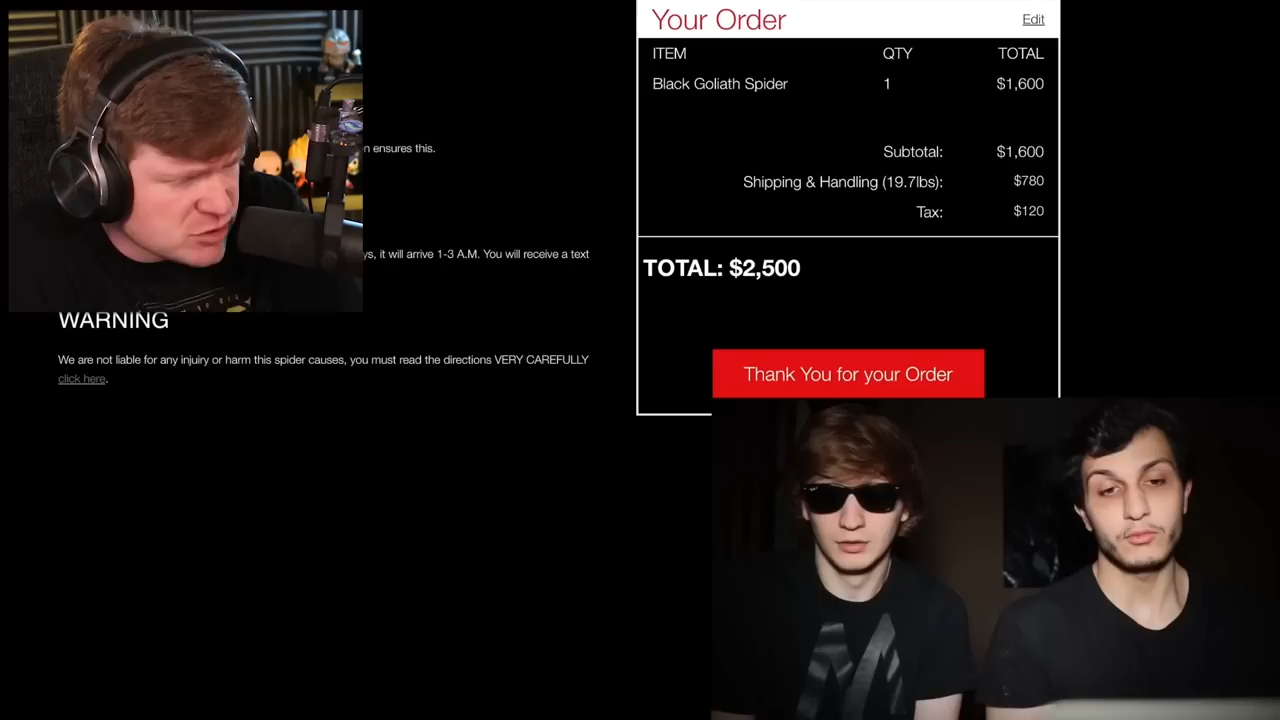 Your Order
Edit
ITEM QTY TOTAL
Black Goliath Spider 1 $1,600
n ensures this.
Subtotal: $1,600
Shipping & Handling (19.7lbs): $780
Tax: $120
ys, it will arrive 1-3 A.M. You will receive a text
TOTAL: $2,500
WARNING
We are not liable for any injuiry or harm this spider causes, you must read the directions VERY CAREFULLY
click here.
Thank You for your Order